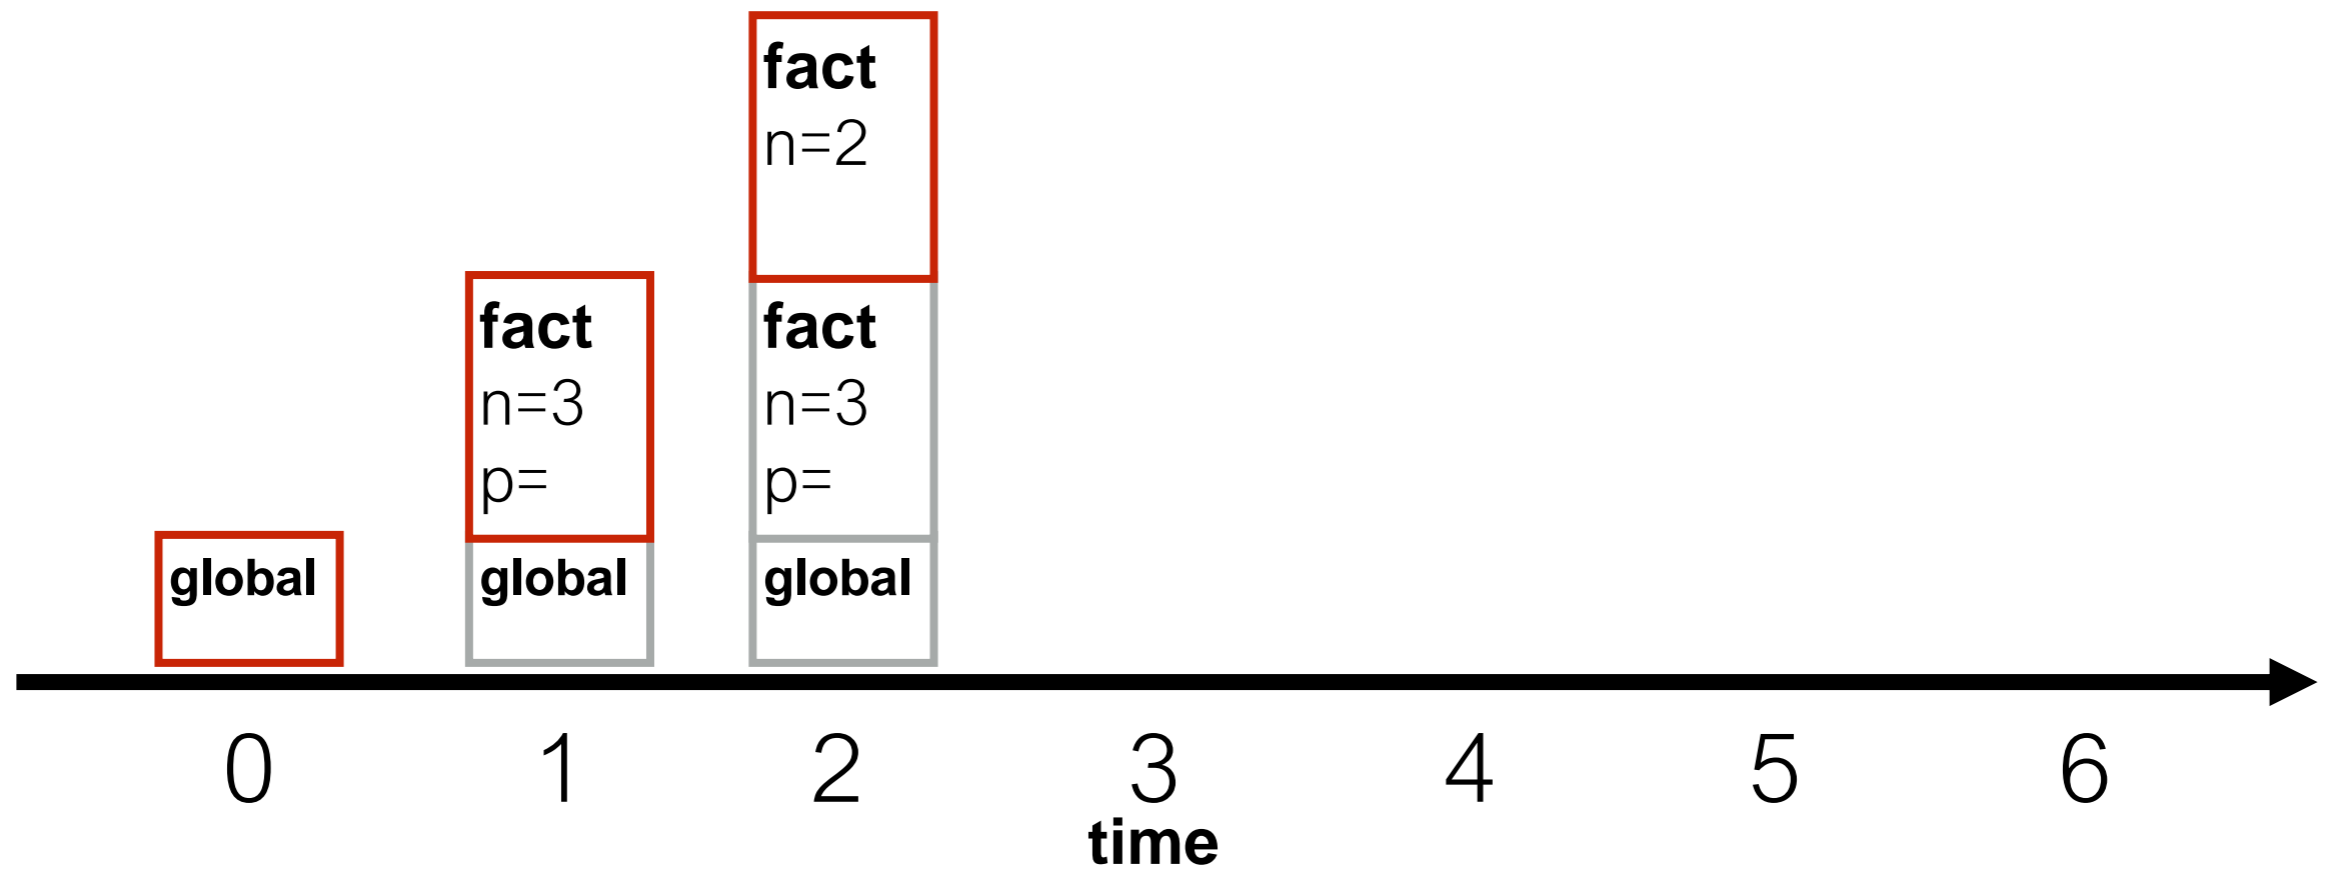 fact
n=2
fact
n=3
p=
fact
n=3
p=
global
global
global
0 1 2 3 4 5 6
time